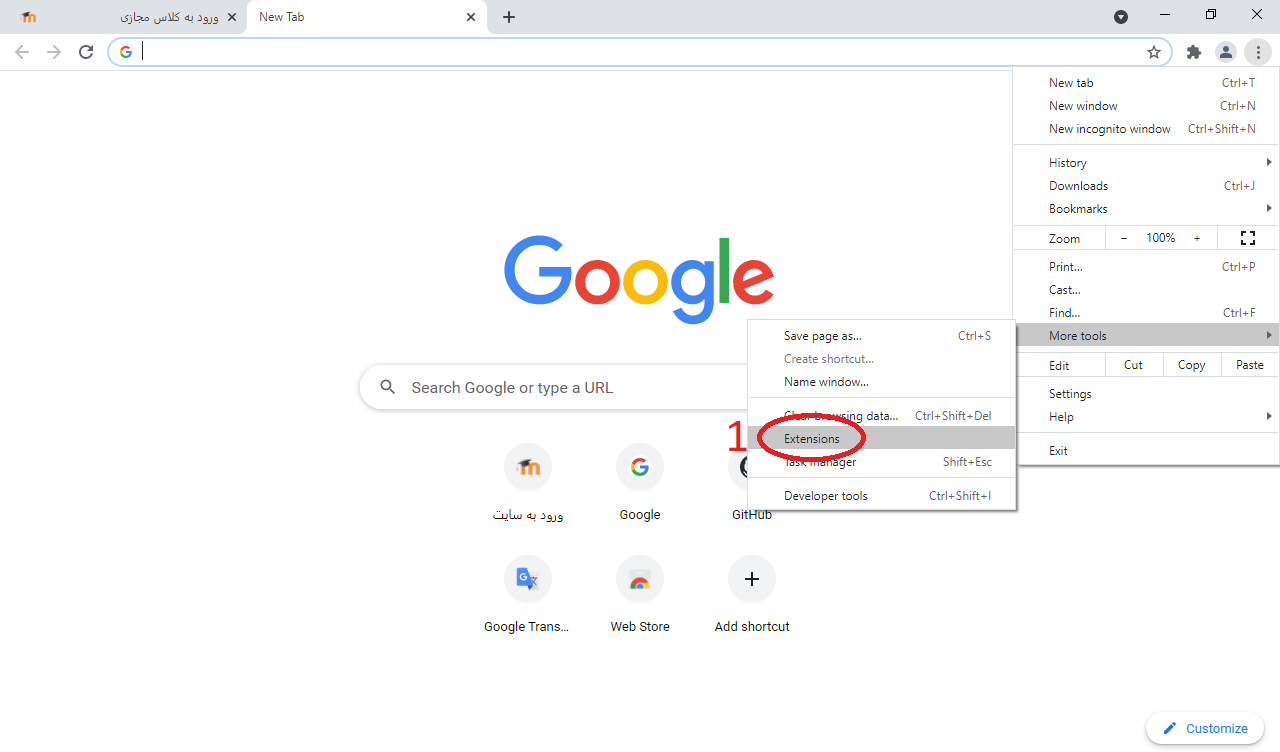 ورود به کلاس مجازی
New Tab
New tab Ctrl+T
New window Ctrl+N
New incognito window Ctrl+Shift+N
History
Downloads Ctrl+J
Bookmarks
Zoom − 100% +
Print... Ctrl+P
Cast...
Find... Ctrl+F
More tools
Edit Cut Copy Paste
Settings
Help
Exit
Google
Save page as... Ctrl+S
Create shortcut...
Name window...
Clear browsing data... Ctrl+Shift+Del
1
Extensions
Task manager Shift+Esc
Developer tools Ctrl+Shift+I
Search Google or type a URL
ورود به سایت
Google
GitHub
Google Trans...
Web Store
Add shortcut
Customize